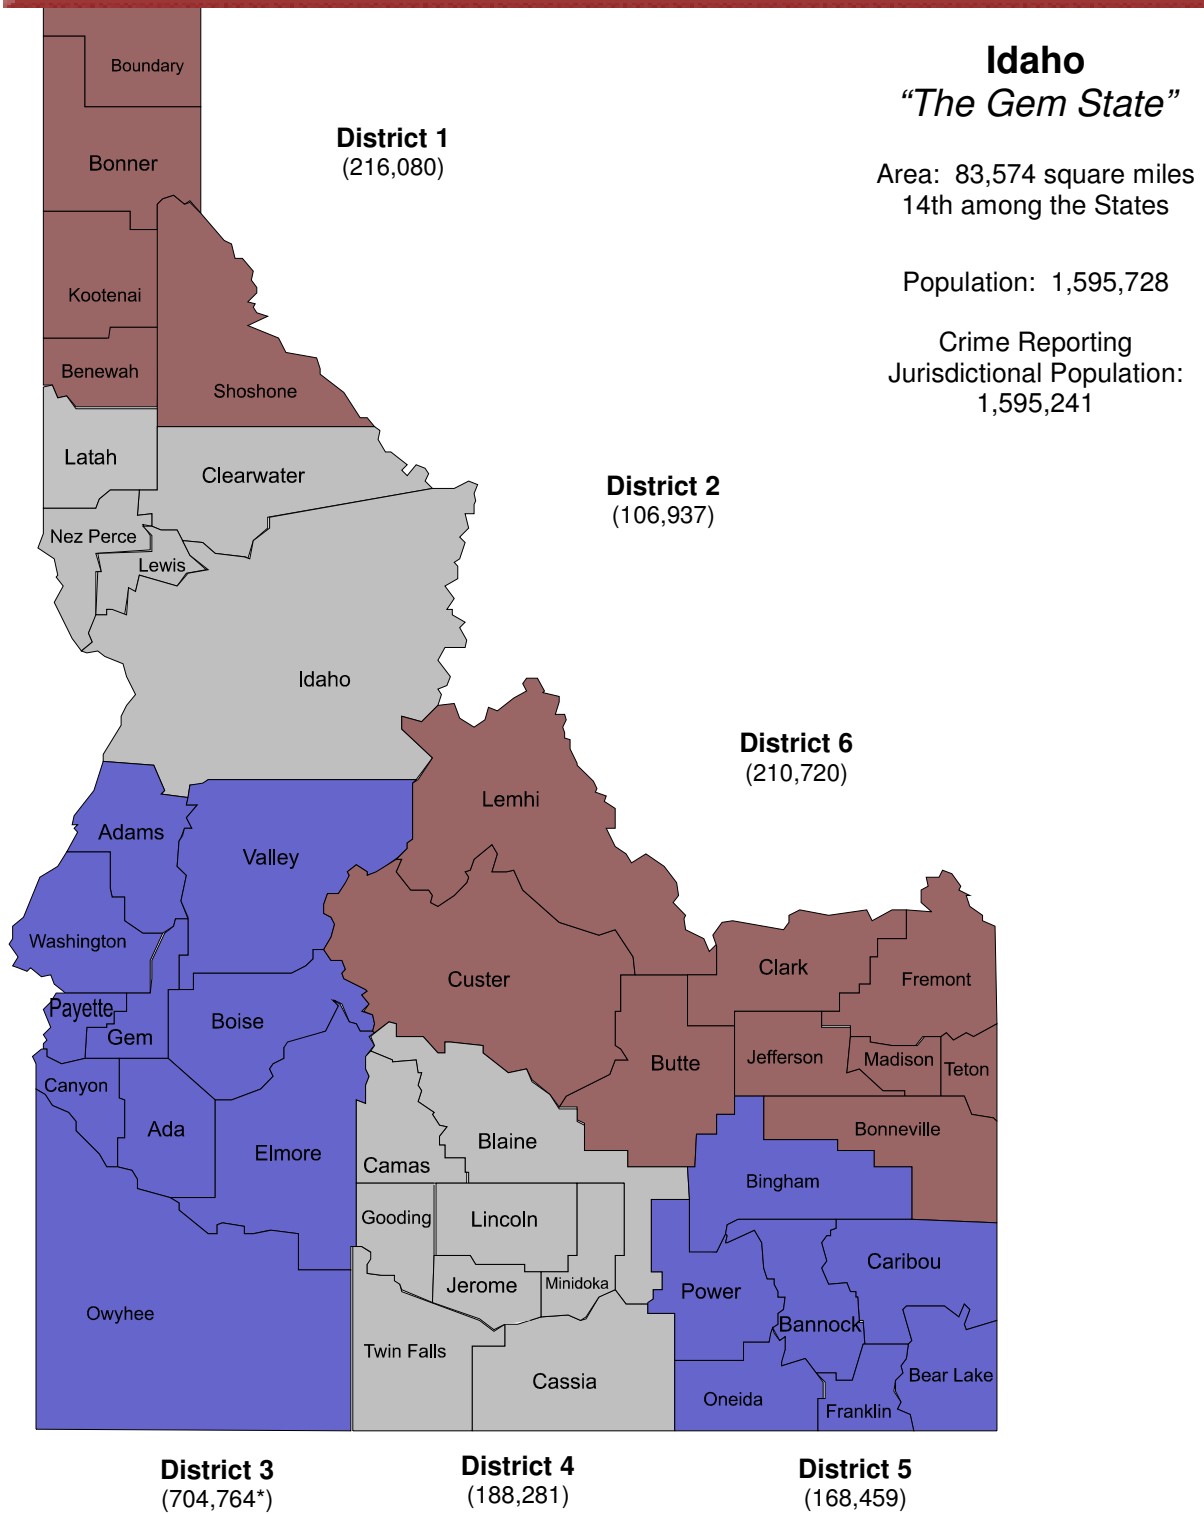 Idaho
“The Gem State”
Area: 83,574 square miles
14th among the States
Population: 1,595,728
Crime Reporting
Jurisdictional Population:
1,595,241
Boundary
Bonner
District 1
(216,080)
Kootenai
Benewah
Shoshone
Latah
Clearwater
District 2
(106,937)
Nez Perce
Lewis
Idaho
District 6
(210,720)
Lemhi
Adams
Valley
Washington
Custer
Clark
Fremont
Payette
Boise
Gem
Butte
Jefferson
Madison
Teton
Canyon
Ada
Elmore
Blaine
Bonneville
Camas
Bingham
Gooding
Lincoln
Caribou
Jerome
Minidoka
Power
Owyhee
Bannock
Twin Falls
Cassia
Bear Lake
Oneida
Franklin
District 3
(704,764*)
District 4
(188,281)
District 5
(168,459)